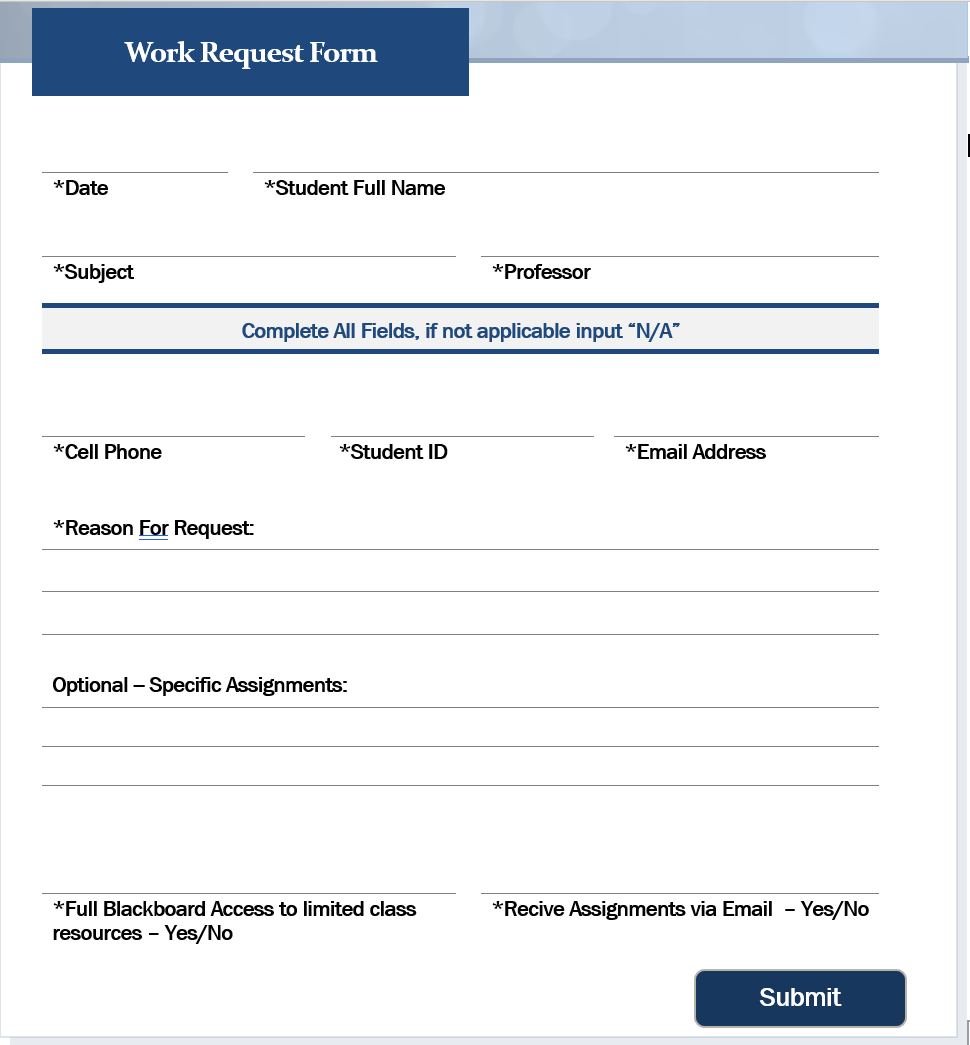 Work Request Form
*Date *Student Full Name
*Subject *Professor
Complete All Fields, if not applicable input “N/A”
*Cell Phone *Student ID *Email Address
*Reason For Request:
Optional – Specific Assignments:
*Full Blackboard Access to limited class
resources – Yes/No
*Recive Assignments via Email – Yes/No
Submit